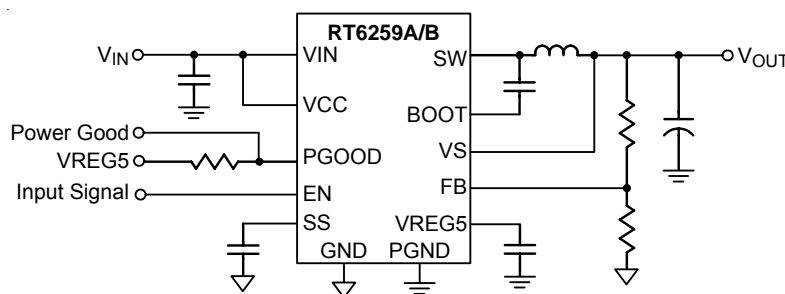 RT6259A/B
VIN
VIN
SW
VOUT
VCC
BOOT
Power Good
VREG5
PGOOD
VS
Input Signal
EN
FB
SS
VREG5
GND
PGND